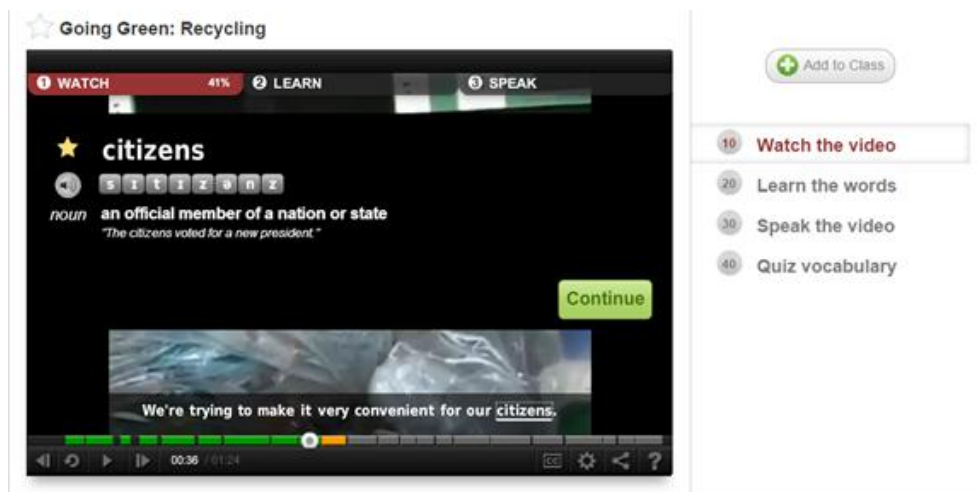 Going Green: Recycling
1 WATCH 41% 2 LEARN 3 SPEAK
citizens
s ɪ t ɪ z ə n z
noun an official member of a nation or state
"The citizens voted for a new president."
Continue
We're trying to make it very convenient for our citizens.
00:36 / 01:24 CC ?
Add to Class
10 Watch the video
20 Learn the words
30 Speak the video
40 Quiz vocabulary